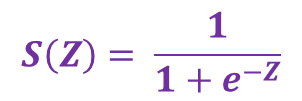 S(Z) = 1 / (1 + e^{-Z})